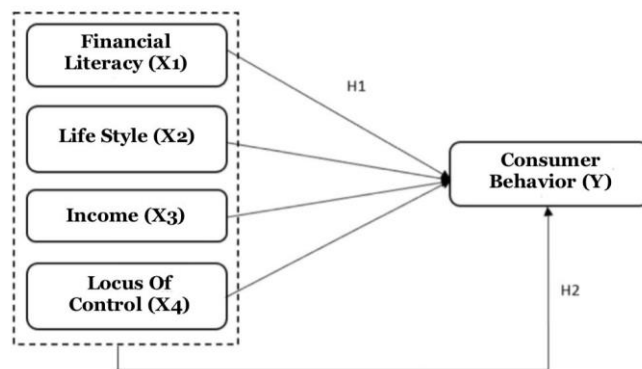 Financial
Literacy (X1)
H1
Life Style (X2)
Consumer
Behavior (Y)
Income (X3)
Locus Of
Control (X4)
H2